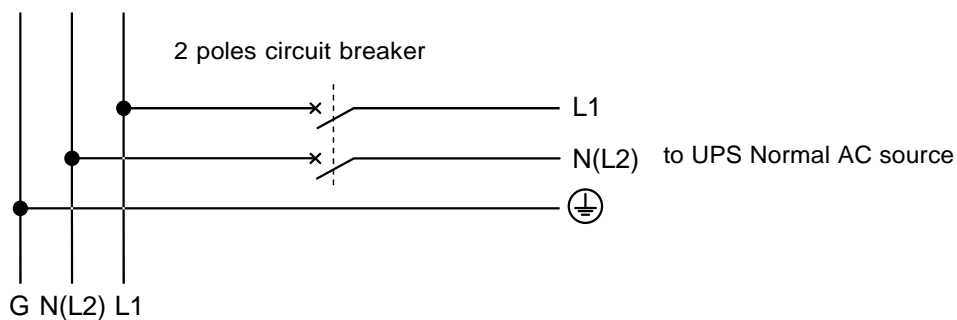 2 poles circuit breaker
L1
N(L2) to UPS Normal AC source
G N(L2) L1